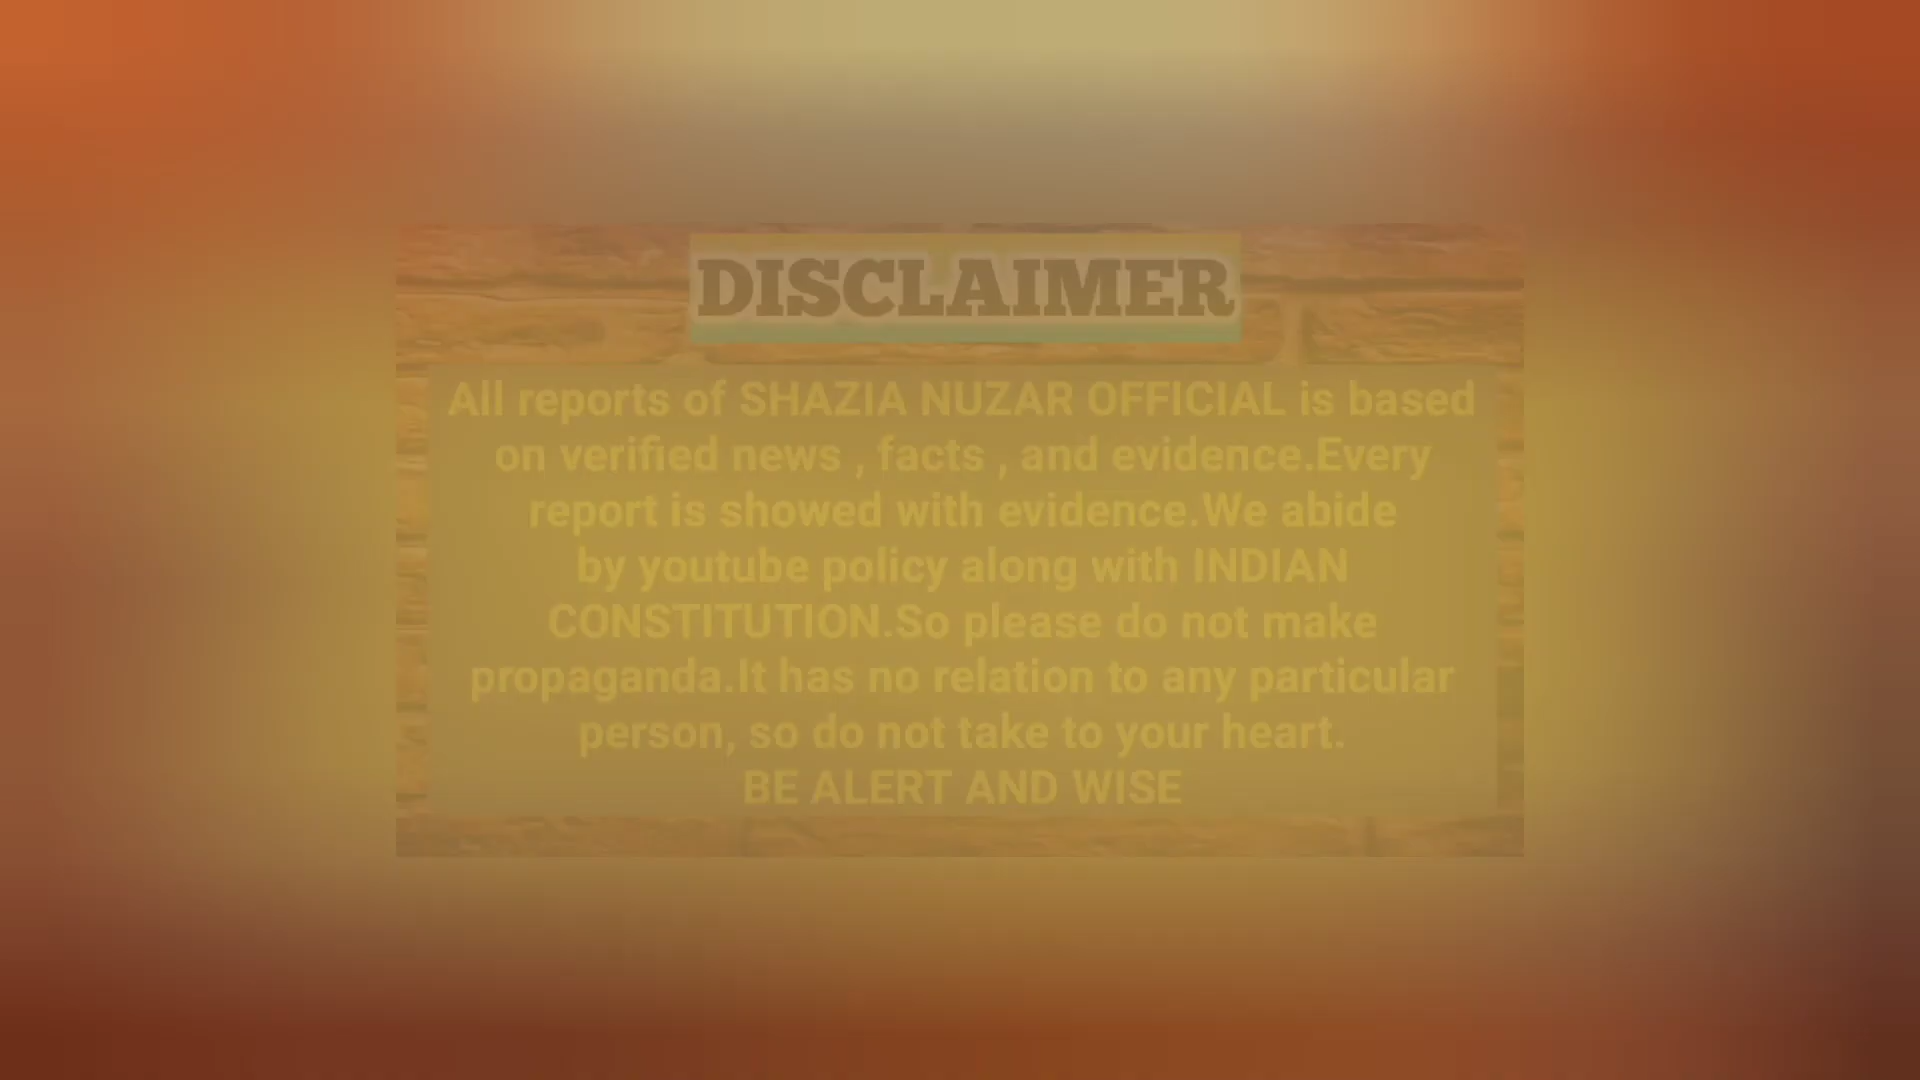 DISCLAIMER
All reports of SHAZIA NUZAR OFFICIAL is based
on verified news , facts , and evidence.Every
report is showed with evidence.We abide
by youtube policy along with INDIAN
CONSTITUTION.So please do not make
propaganda.It has no relation to any particular
person, so do not take to your heart.
BE ALERT AND WISE